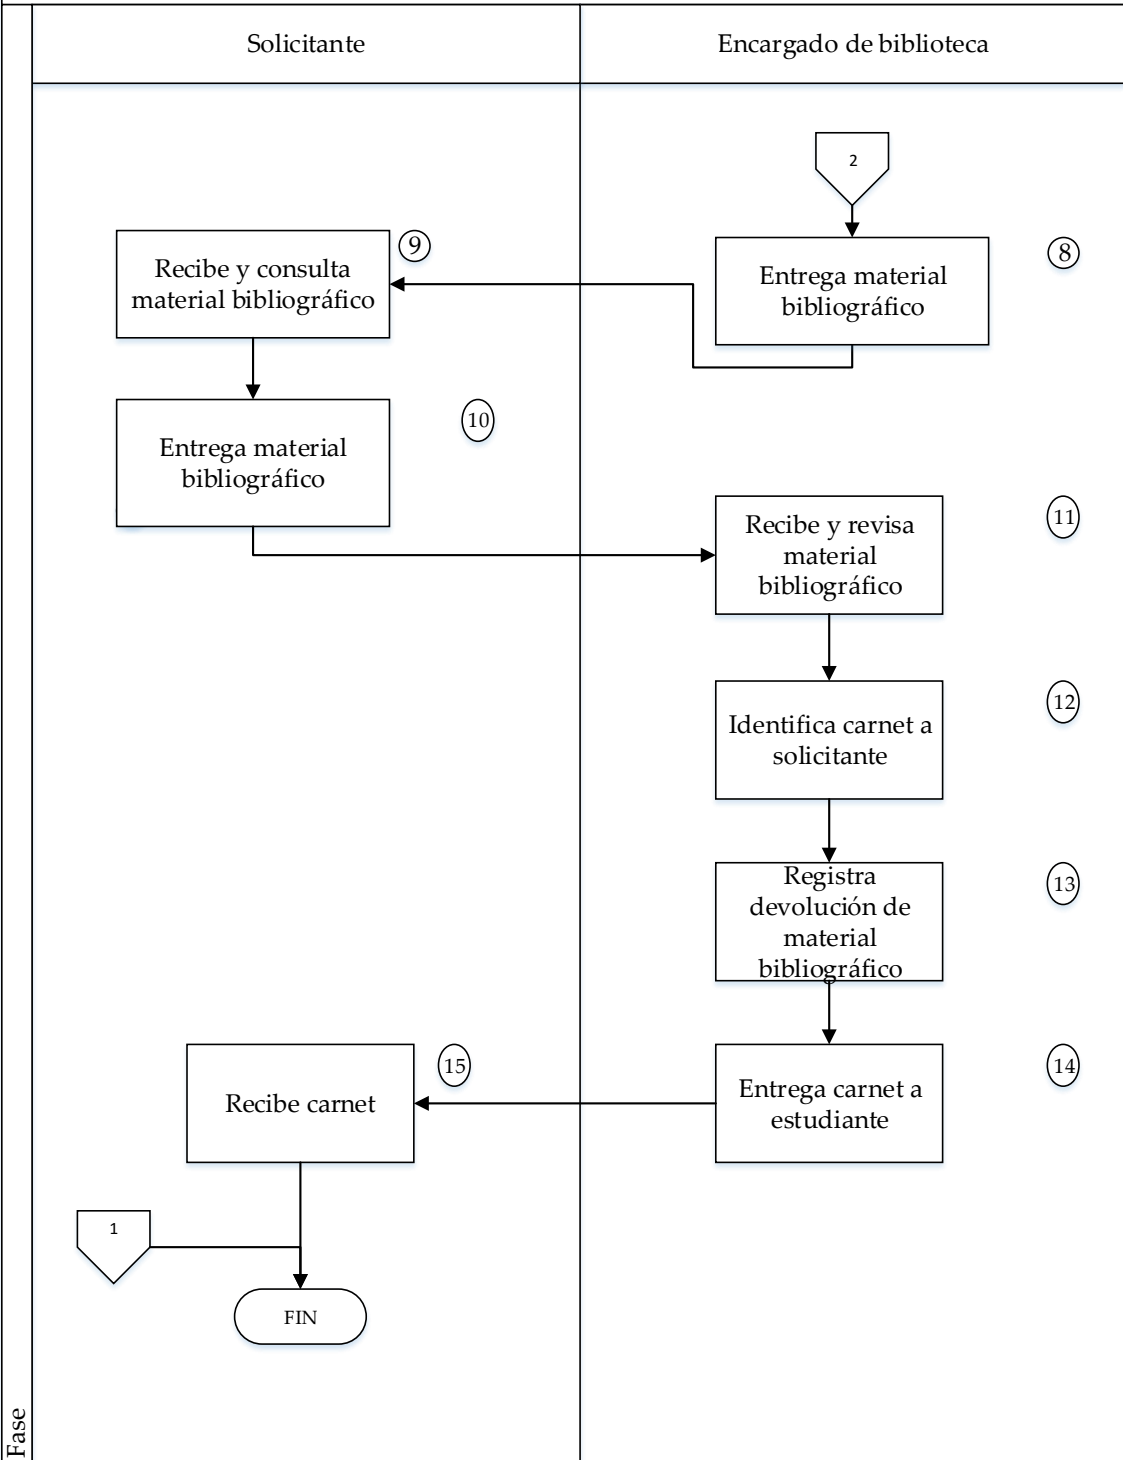 Solicitante
Encargado de biblioteca
2
8
Entrega material
bibliográfico
9
Recibe y consulta
material bibliográfico
10
Entrega material
bibliográfico
11
Recibe y revisa
material
bibliográfico
12
Identifica carnet a
solicitante
13
Registra
devolución de
material
bibliográfico
14
Entrega carnet a
estudiante
15
Recibe carnet
1
FIN
Fase